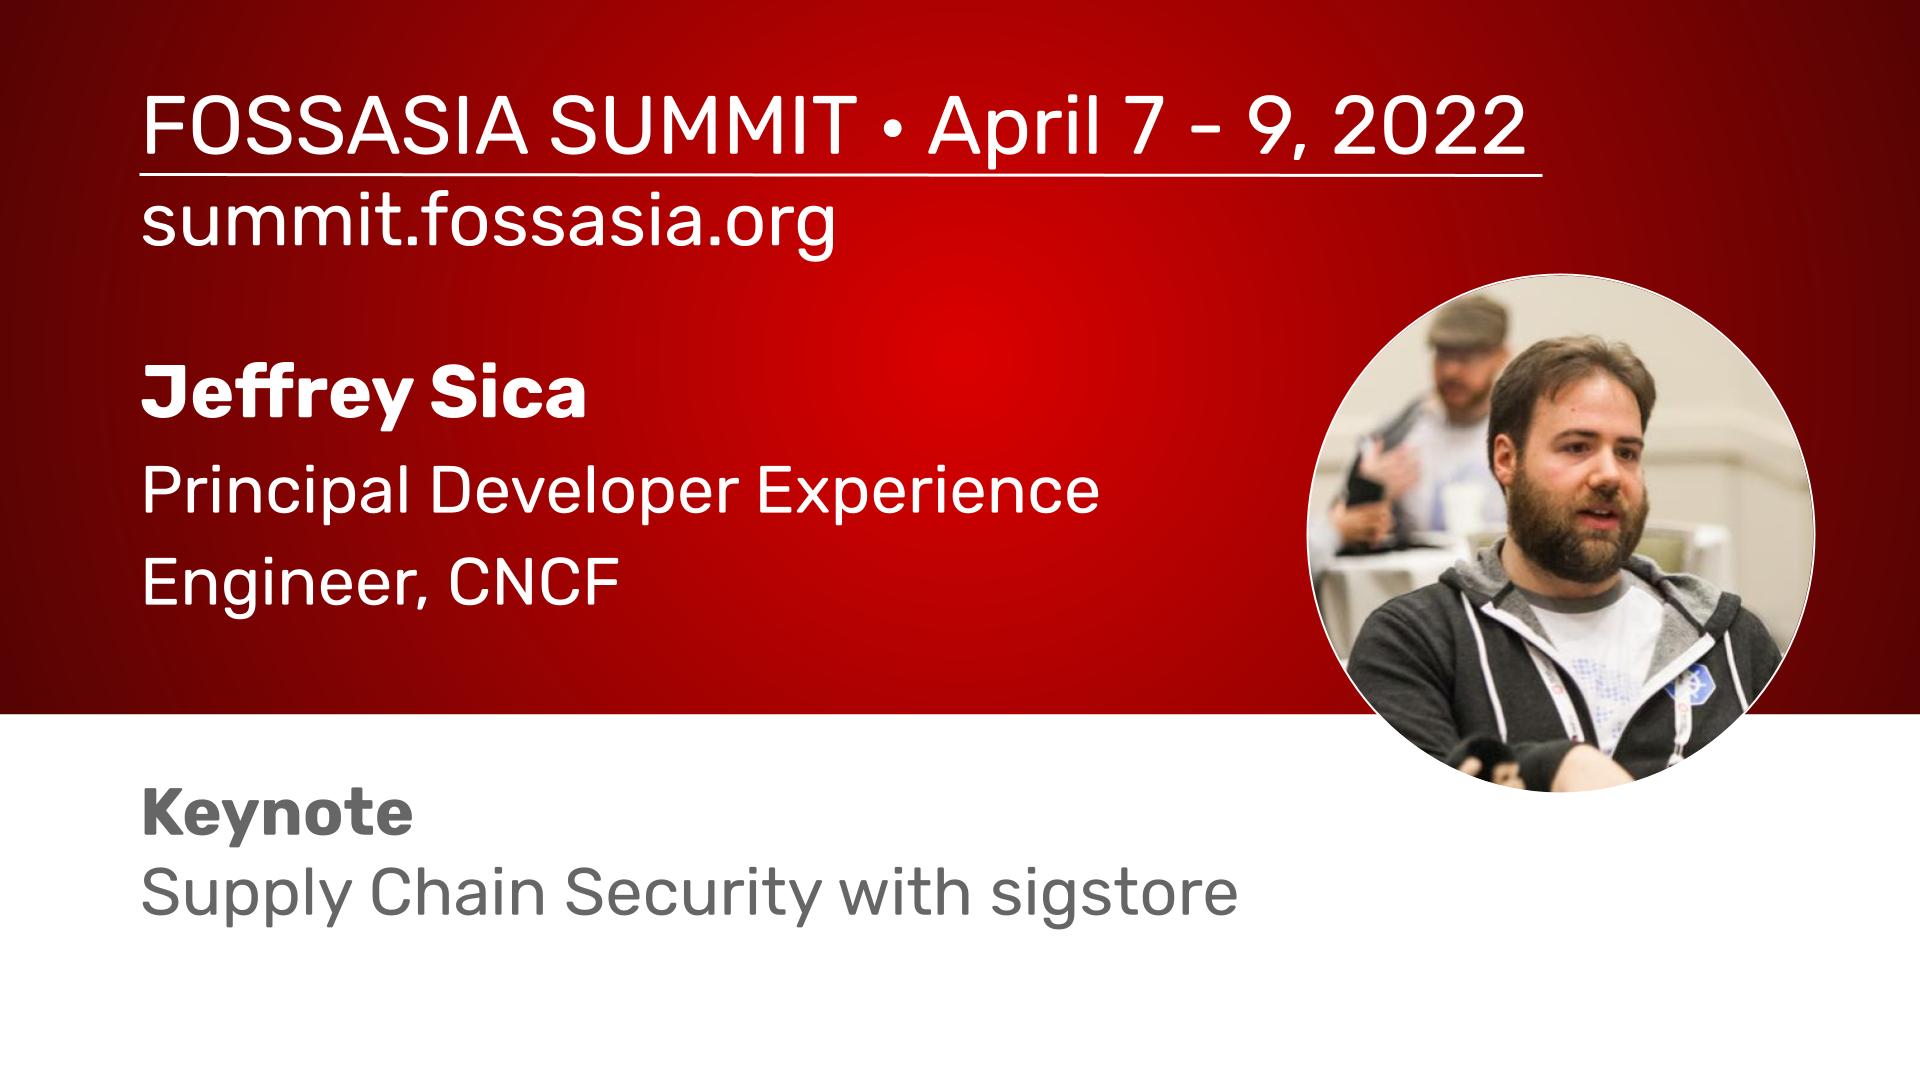 FOSSASIA SUMMIT • April 7 - 9, 2022
summit.fossasia.org
Jeffrey Sica
Principal Developer Experience
Engineer, CNCF
Keynote
Supply Chain Security with sigstore